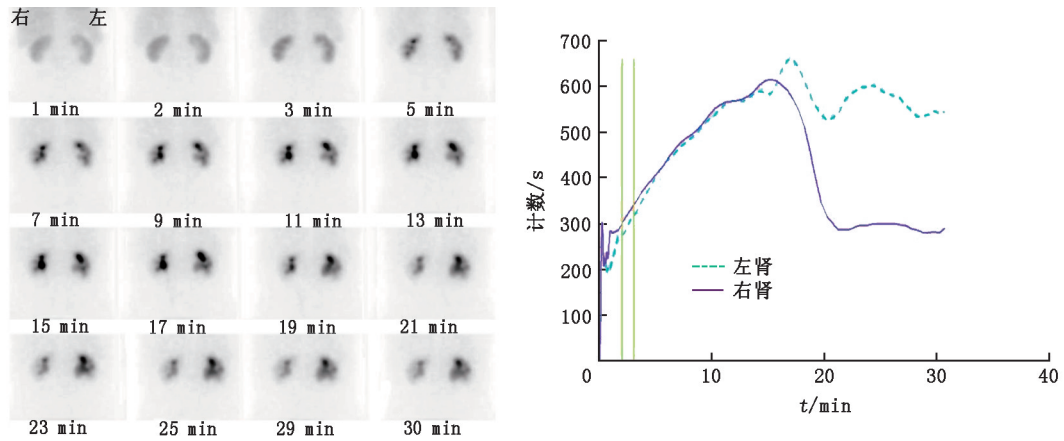 右 左
1 min 2 min 3 min 5 min
7 min 9 min 11 min 13 min
15 min 17 min 19 min 21 min
23 min 25 min 29 min 30 min
700
600
500
400
300
200
100
0 10 20 30 40
计数/s
t/min
左肾
右肾